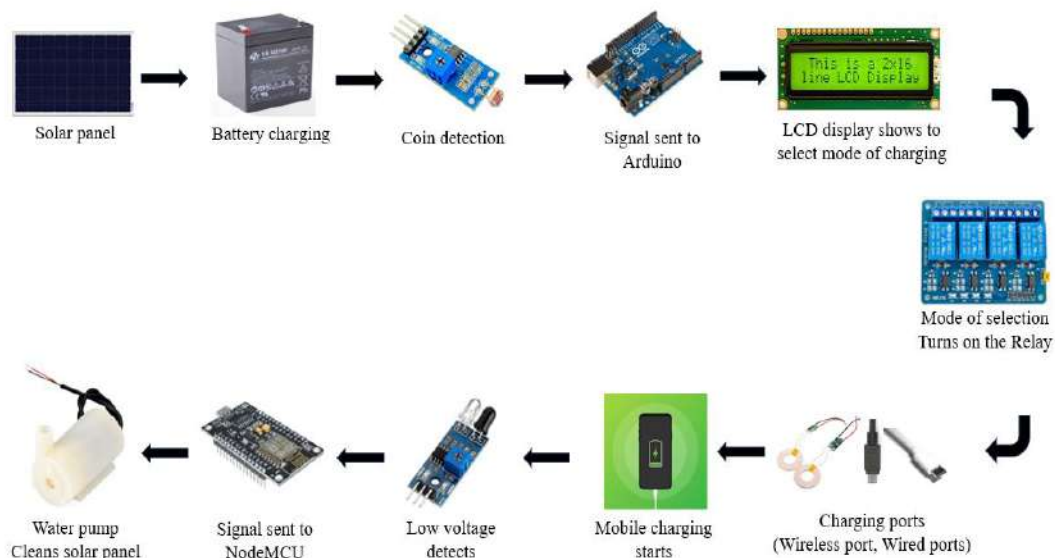 This is a 2x16
line LCD Display
Solar panel
Battery charging
Coin detection
Signal sent to
Arduino
LCD display shows to
select mode of charging
Mode of selection
Turns on the Relay
Water pump
Cleans solar panel
Signal sent to
NodeMCU
Low voltage
detects
Mobile charging
starts
Charging ports
(Wireless port, Wired ports)